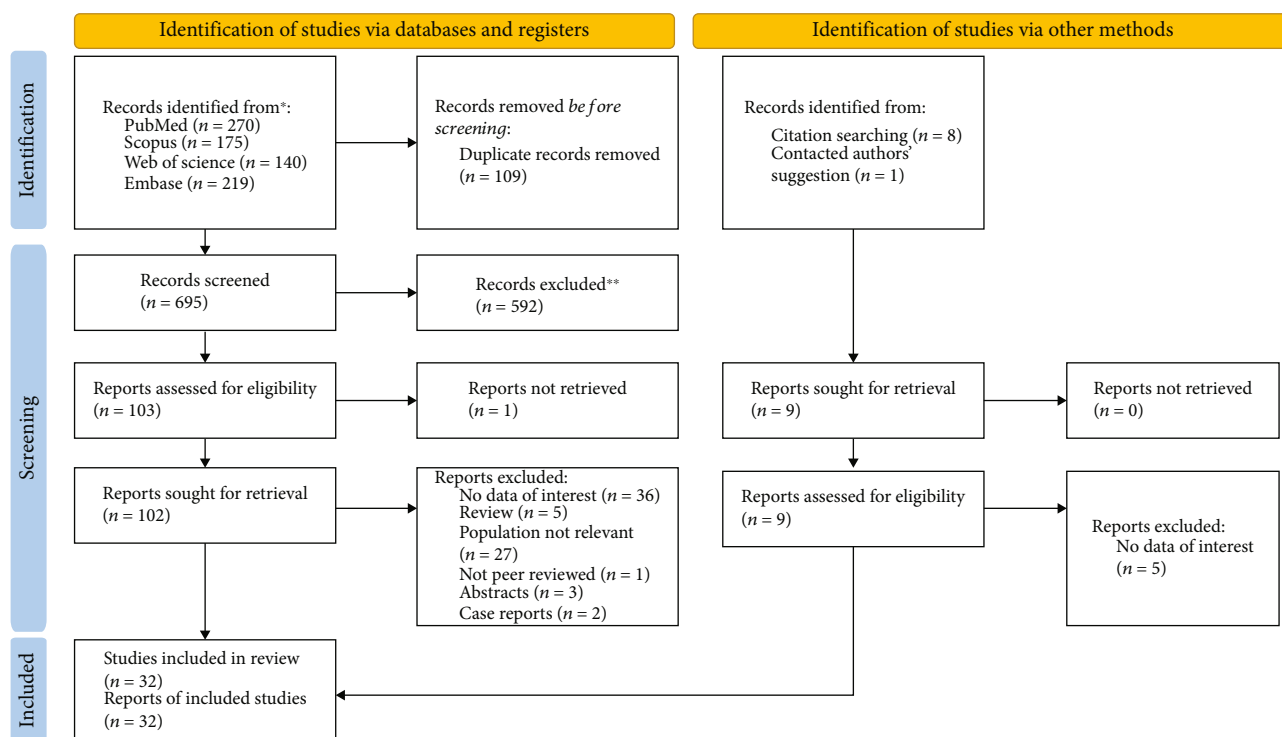 Identification of studies via databases and registers
Identification of studies via other methods
Identification
Records identified from*:
PubMed (n = 270)
Scopus (n = 175)
Web of science (n = 140)
Embase (n = 219)
Records removed before
screening:
Duplicate records removed
(n = 109)
Records identified from:
Citation searching (n = 8)
Contacted authors'
suggestion (n = 1)
Screening
Records screened
(n = 695)
Records excluded**
(n = 592)
Reports assessed for eligibility
(n = 103)
Reports not retrieved
(n = 1)
Reports sought for retrieval
(n = 9)
Reports not retrieved
(n = 0)
Reports sought for retrieval
(n = 102)
Reports excluded:
No data of interest (n = 36)
Review (n = 5)
Population not relevant
(n = 27)
Not peer reviewed (n = 1)
Abstracts (n = 3)
Case reports (n = 2)
Reports assessed for eligibility
(n = 9)
Reports excluded:
No data of interest
(n = 5)
Included
Studies included in review
(n = 32)
Reports of included studies
(n = 32)